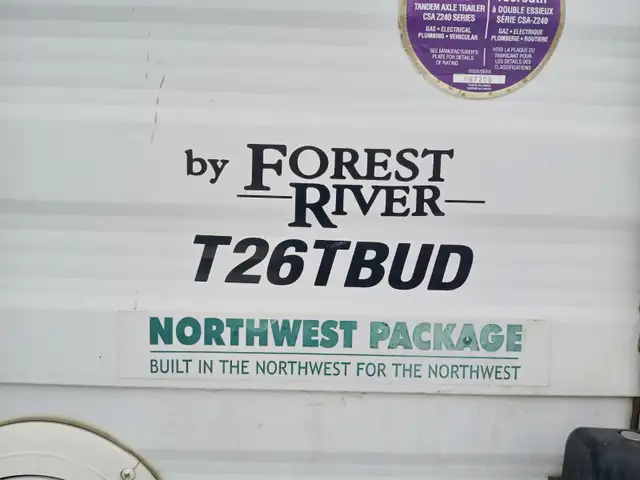 TANDEM AXLE TRAILER
CSA Z240 SERIES
GAS • ELECTRICAL
PLUMBING • VEHICULAR
SEE MANUFACTURER'S
PLATE FOR DETAILS
OF RATING
à DOUBLE ESSIEUX
SÉRIE CSA-Z240
GAZ • ÉLECTRIQUE
PLOMBERIE • ROUTIERE
VOIR LA PLAQUE DU
FABRICANT POUR
LES DÉTAILS DES
CLASSIFICATIONS
by FOREST
RIVER
T26TBUD
NORTHWEST PACKAGE
BUILT IN THE NORTHWEST FOR THE NORTHWEST